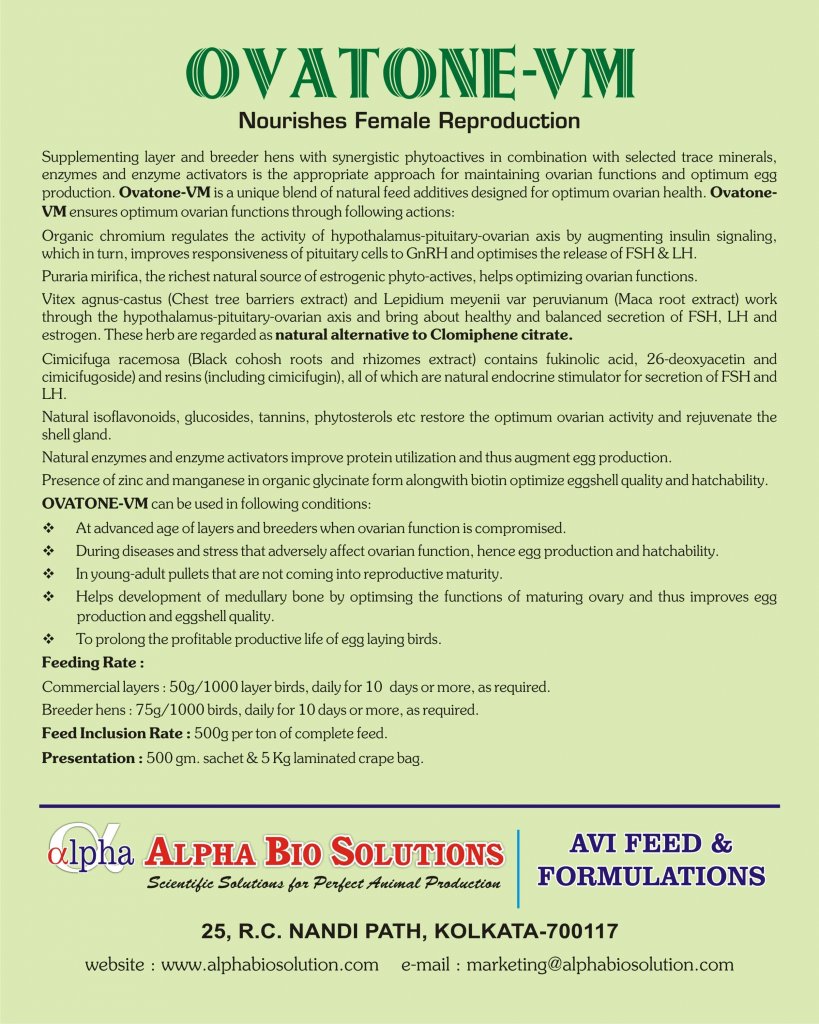 OVATONE-VM
Nourishes Female Reproduction
Supplementing layer and breeder hens with synergistic phytoactives in combination with selected trace minerals,
enzymes and enzyme activators is the appropriate approach for maintaining ovarian functions and optimum egg
production. Ovatone-VM is a unique blend of natural feed additives designed for optimum ovarian health. Ovatone-
VM ensures optimum ovarian functions through following actions:
Organic chromium regulates the activity of hypothalamus-pituitary-ovarian axis by augmenting insulin signaling,
which in turn, improves responsiveness of pituitary cells to GnRH and optimises the release of FSH & LH.
Puraria mirifica, the richest natural source of estrogenic phyto-actives, helps optimizing ovarian functions.
Vitex agnus-castus (Chest tree barriers extract) and Lepidium meyenii var peruvianum (Maca root extract) work
through the hypothalamus-pituitary-ovarian axis and bring about healthy and balanced secretion of FSH, LH and
estrogen. These herb are regarded as natural alternative to Clomiphene citrate.
Cimicifuga racemosa (Black cohosh roots and rhizomes extract) contains fukinolic acid, 26-deoxyacetin and
cimicifugoside) and resins (including cimicifugin), all of which are natural endocrine stimulator for secretion of FSH and
LH.
Natural isoflavonoids, glucosides, tannins, phytosterols etc restore the optimum ovarian activity and rejuvenate the
shell gland.
Natural enzymes and enzyme activators improve protein utilization and thus augment egg production.
Presence of zinc and manganese in organic glycinate form alongwith biotin optimize eggshell quality and hatchability.
OVATONE-VM can be used in following conditions:
❖ At advanced age of layers and breeders when ovarian function is compromised.
❖ During diseases and stress that adversely affect ovarian function, hence egg production and hatchability.
❖ In young-adult pullets that are not coming into reproductive maturity.
❖ Helps development of medullary bone by optimsing the functions of maturing ovary and thus improves egg
production and eggshell quality.
❖ To prolong the profitable productive life of egg laying birds.
Feeding Rate :
Commercial layers : 50g/1000 layer birds, daily for 10 days or more, as required.
Breeder hens : 75g/1000 birds, daily for 10 days or more, as required.
Feed Inclusion Rate : 500g per ton of complete feed.
Presentation : 500 gm. sachet & 5 Kg laminated crape bag.
αlpha ALPHA BIO SOLUTIONS
Scientific Solutions for Perfect Animal Production
AVI FEED &
FORMULATIONS
25, R.C. NANDI PATH, KOLKATA-700117
website : www.alphabiosolution.com e-mail : marketing@alphabiosolution.com